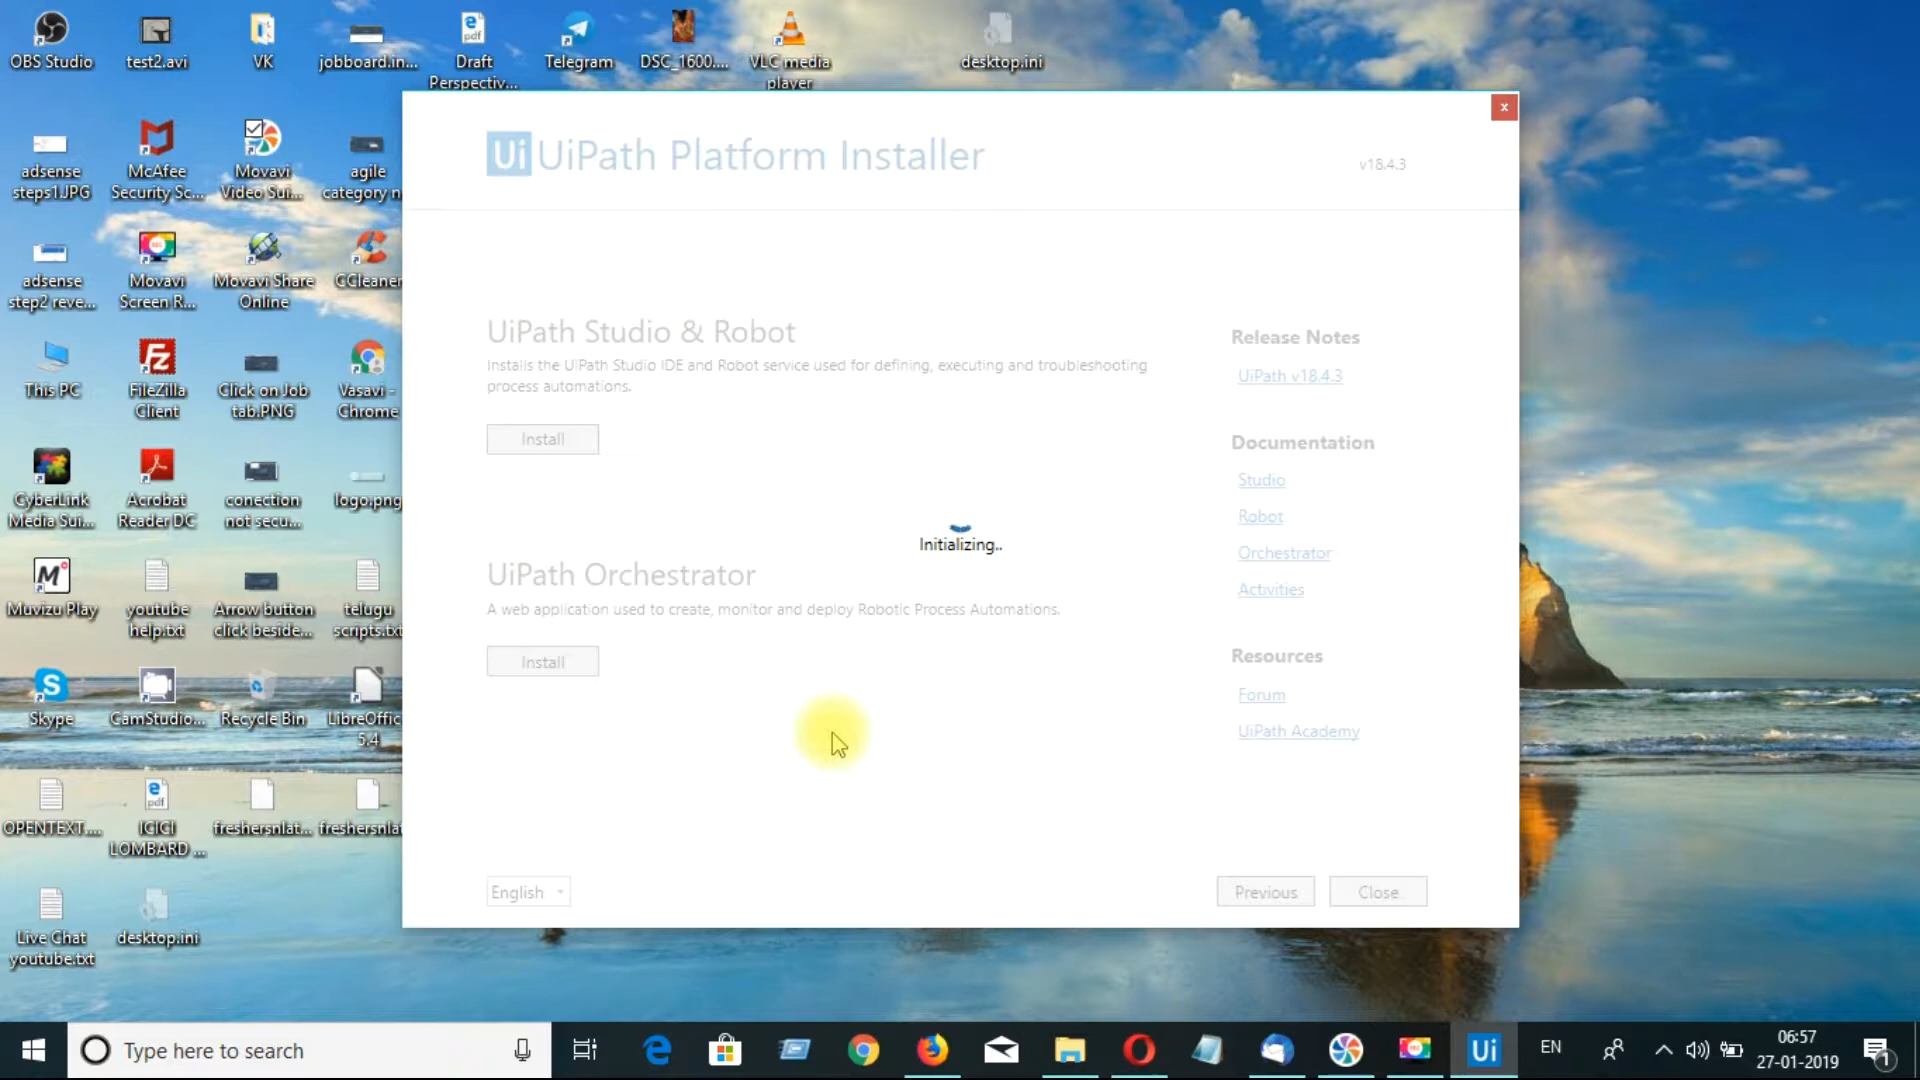 OBS Studio
test2.avi
VK
jobboard.in...
Draft
Perspectiv...
Telegram
DSC_1600....
VLC media
player
desktop.ini
adsense
steps1.JPG
McAfee
Security Sc...
Movavi
Video Sui...
agile
category n
adsense
step2 reve...
Movavi
Screen R...
Movavi Share
Online
CCleaner
This PC
FileZilla
Client
Click on Job
tab.PNG
Vasavi -
Chrome
CyberLink
Media Sui...
Acrobat
Reader DC
conection
not secu...
logo.png
Muvizu Play
youtube
help.txt
Arrow button
click beside...
telugu
scripts.txt
Skype
CamStudio...
Recycle Bin
LibreOffic
5.4
OPENTEXT....
ICICI
LOMBARD ...
freshersnlat...
freshersnlat
Live Chat
youtube.txt
desktop.ini
x
Ui UiPath Platform Installer
v18.4.3
UiPath Studio & Robot
Installs the UiPath Studio IDE and Robot service used for defining, executing and troubleshooting
process automations.
Install
Initializing..
UiPath Orchestrator
A web application used to create, monitor and deploy Robotic Process Automations.
Install
Release Notes
UiPath v18.4.3
Documentation
Studio
Robot
Orchestrator
Activities
Resources
Forum
UiPath Academy
English
Previous
Close
Type here to search
Ui
EN
06:57
27-01-2019
1